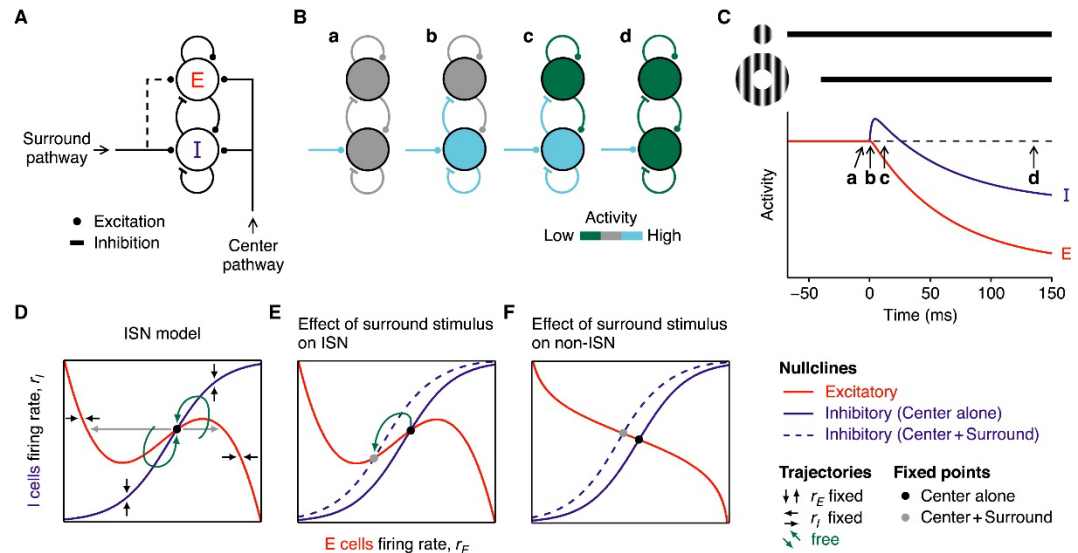 A
E
I
Surround
pathway
Excitation
Inhibition
Center
pathway
B
a b c d
Activity
Low High
C
Activity
a b c d
I
E
−50 0 50 100 150
Time (ms)
D
ISN model
I cells firing rate, rI
E
Effect of surround stimulus
on ISN
E cells firing rate, rE
F
Effect of surround stimulus
on non-ISN
Nullclines
Excitatory
Inhibitory (Center alone)
Inhibitory (Center + Surround)
Trajectories
rE fixed
rI fixed
free
Fixed points
Center alone
Center + Surround